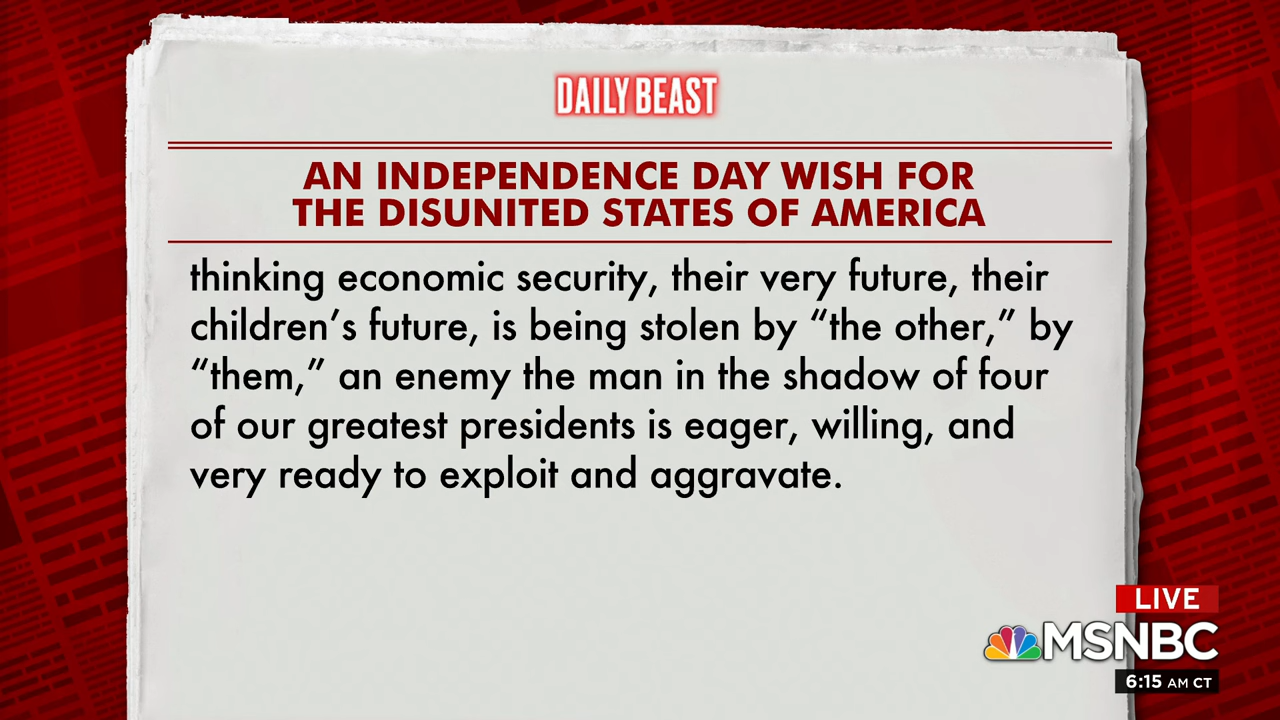 DAILY BEAST
AN INDEPENDENCE DAY WISH FOR
THE DISUNITED STATES OF AMERICA
thinking economic security, their very future, their
children’s future, is being stolen by “the other,” by
“them,” an enemy the man in the shadow of four
of our greatest presidents is eager, willing, and
very ready to exploit and aggravate.
LIVE
MSNBC
6:15 AM CT